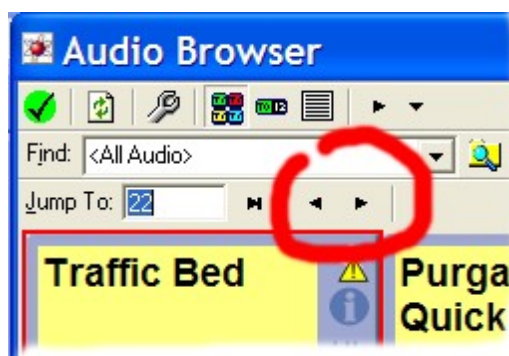 Audio Browser
Find: <All Audio>
Jump To: 22
Traffic Bed
Purga
Quick